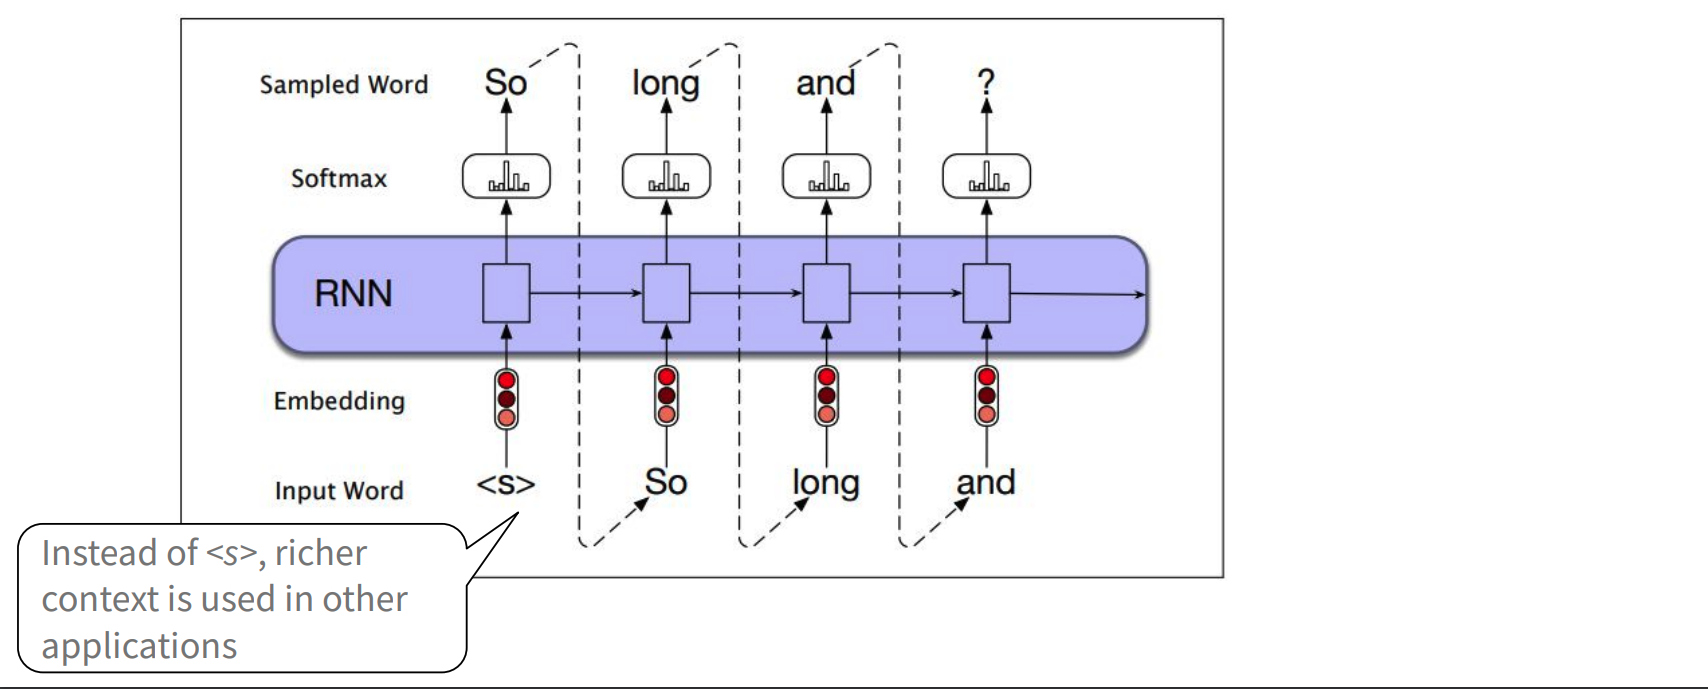 Sampled Word So long and ?
Softmax
RNN
Embedding
Input Word <s> So long and
Instead of <s>, richer
context is used in other
applications